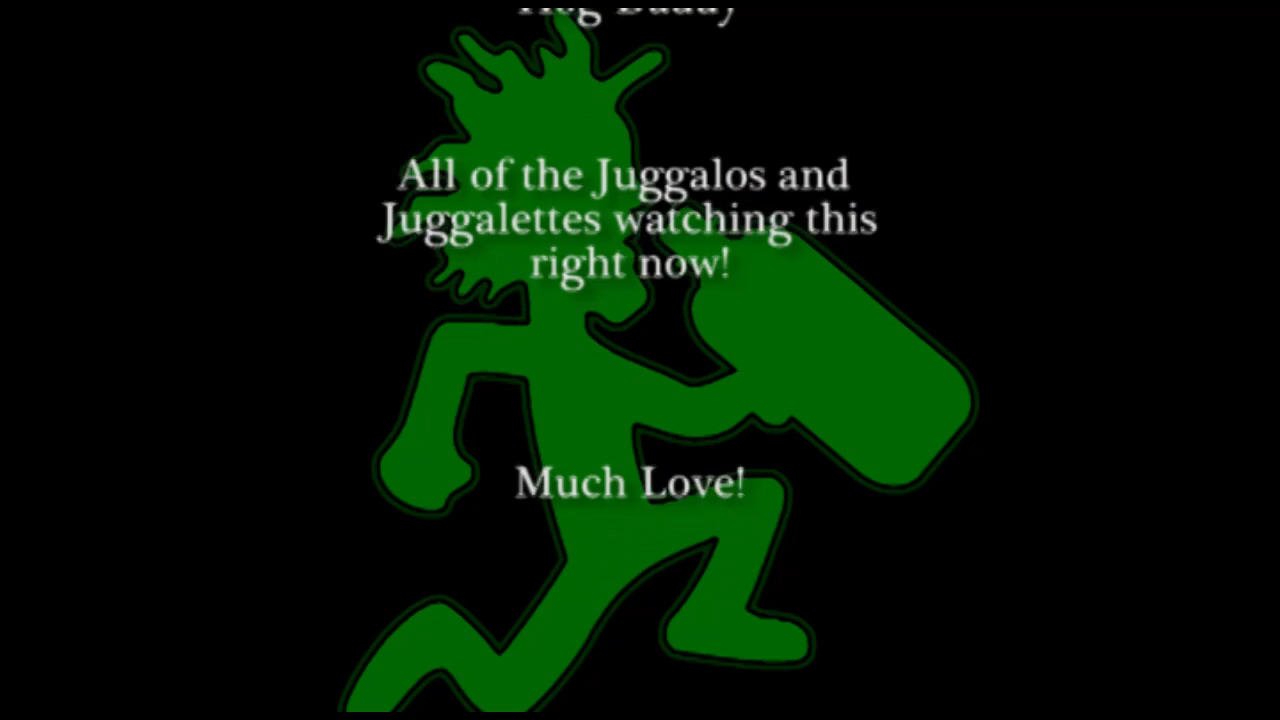 All of the Juggalos and
Juggalettes watching this
right now!
Much Love!